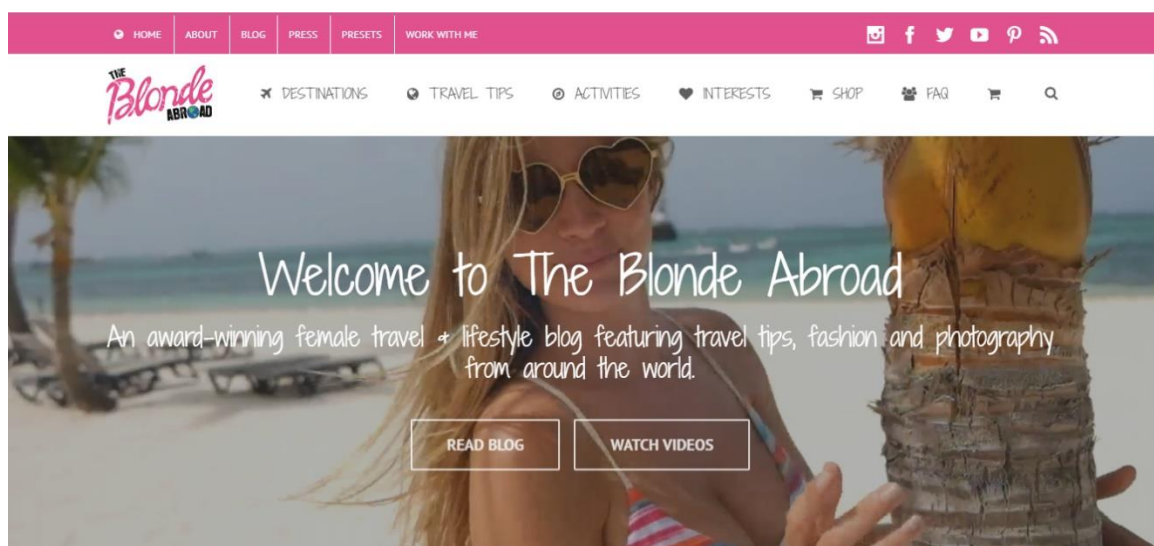 HOME ABOUT BLOG PRESS PRESETS WORK WITH ME
THE
Blonde
ABROAD
DESTINATIONS TRAVEL TIPS ACTIVITIES INTERESTS SHOP FAQ
Welcome to The Blonde Abroad
An award-winning female travel & lifestyle blog featuring travel tips, fashion and photography
from around the world.
READ BLOG WATCH VIDEOS